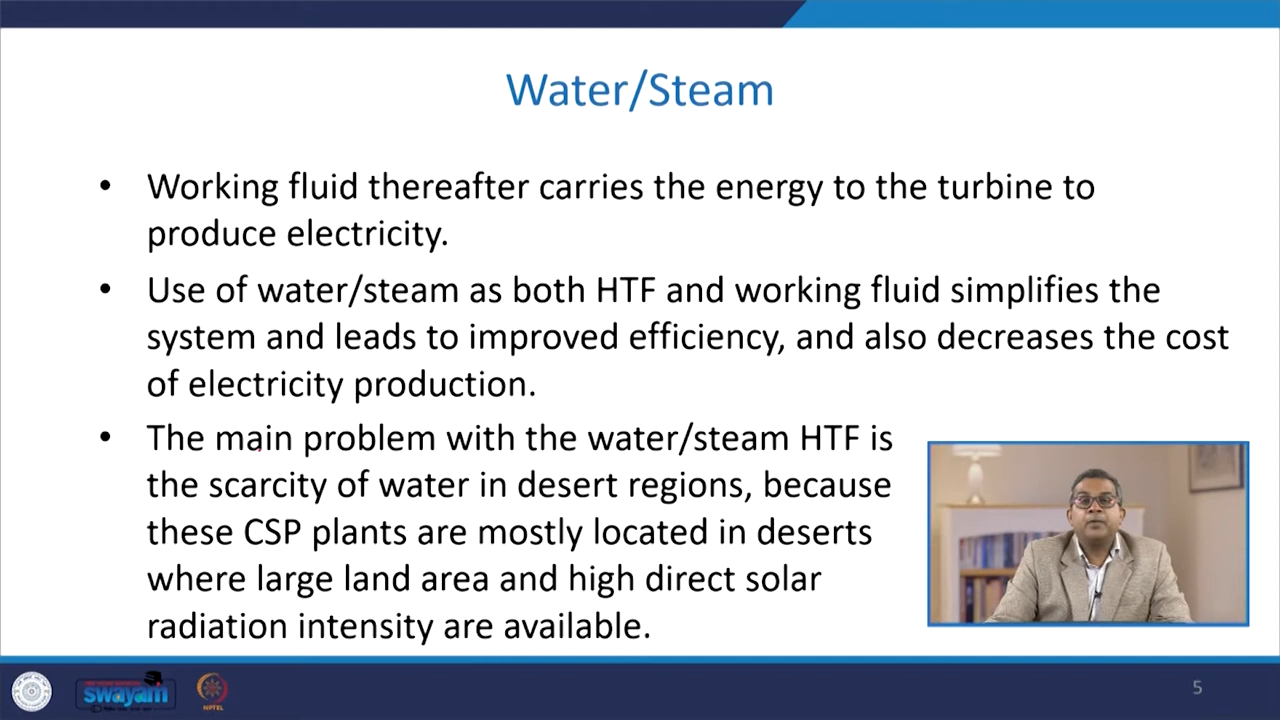 Water/Steam
• Working fluid thereafter carries the energy to the turbine to
produce electricity.
• Use of water/steam as both HTF and working fluid simplifies the
system and leads to improved efficiency, and also decreases the cost
of electricity production.
• The main problem with the water/steam HTF is
the scarcity of water in desert regions, because
these CSP plants are mostly located in deserts
where large land area and high direct solar
radiation intensity are available.
swayam
NPTEL
5